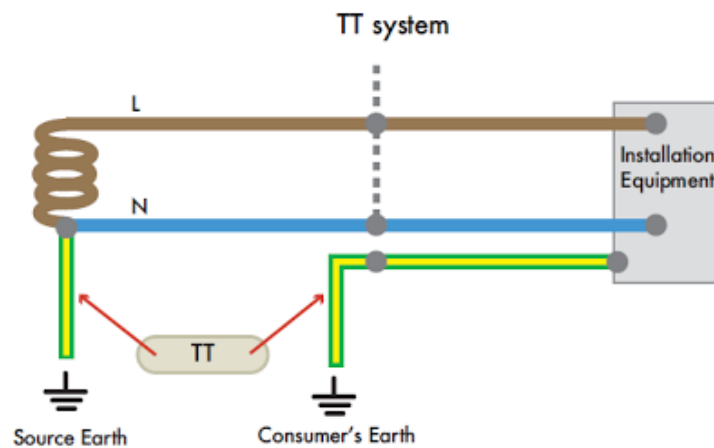 TT system
L
Installation
Equipment
N
TT
Source Earth
Consumer's Earth